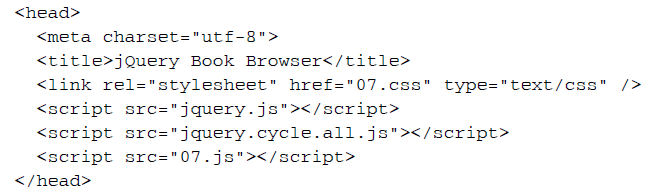 <head>
<meta charset="utf-8">
<title>jQuery Book Browser</title>
<link rel="stylesheet" href="07.css" type="text/css" />
<script src="jquery.js"></script>
<script src="jquery.cycle.all.js"></script>
<script src="07.js"></script>
</head>